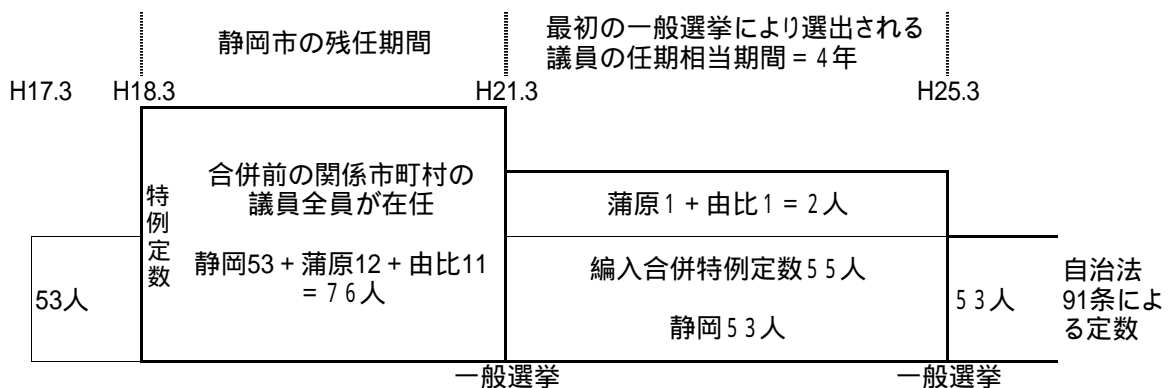 静岡市の残任期間
最初の一般選挙により選出される
議員の任期相当期間 = 4年
H17.3
H18.3
H21.3
H25.3
特例定数
合併前の関係市町村の
議員全員が在任
静岡53 + 蒲原12 + 由比11
= 76人
蒲原1 + 由比1 = 2人
53人
編入合併特例定数55人
静岡53人
53人
自治法
91条によ
る定数
一般選挙
一般選挙